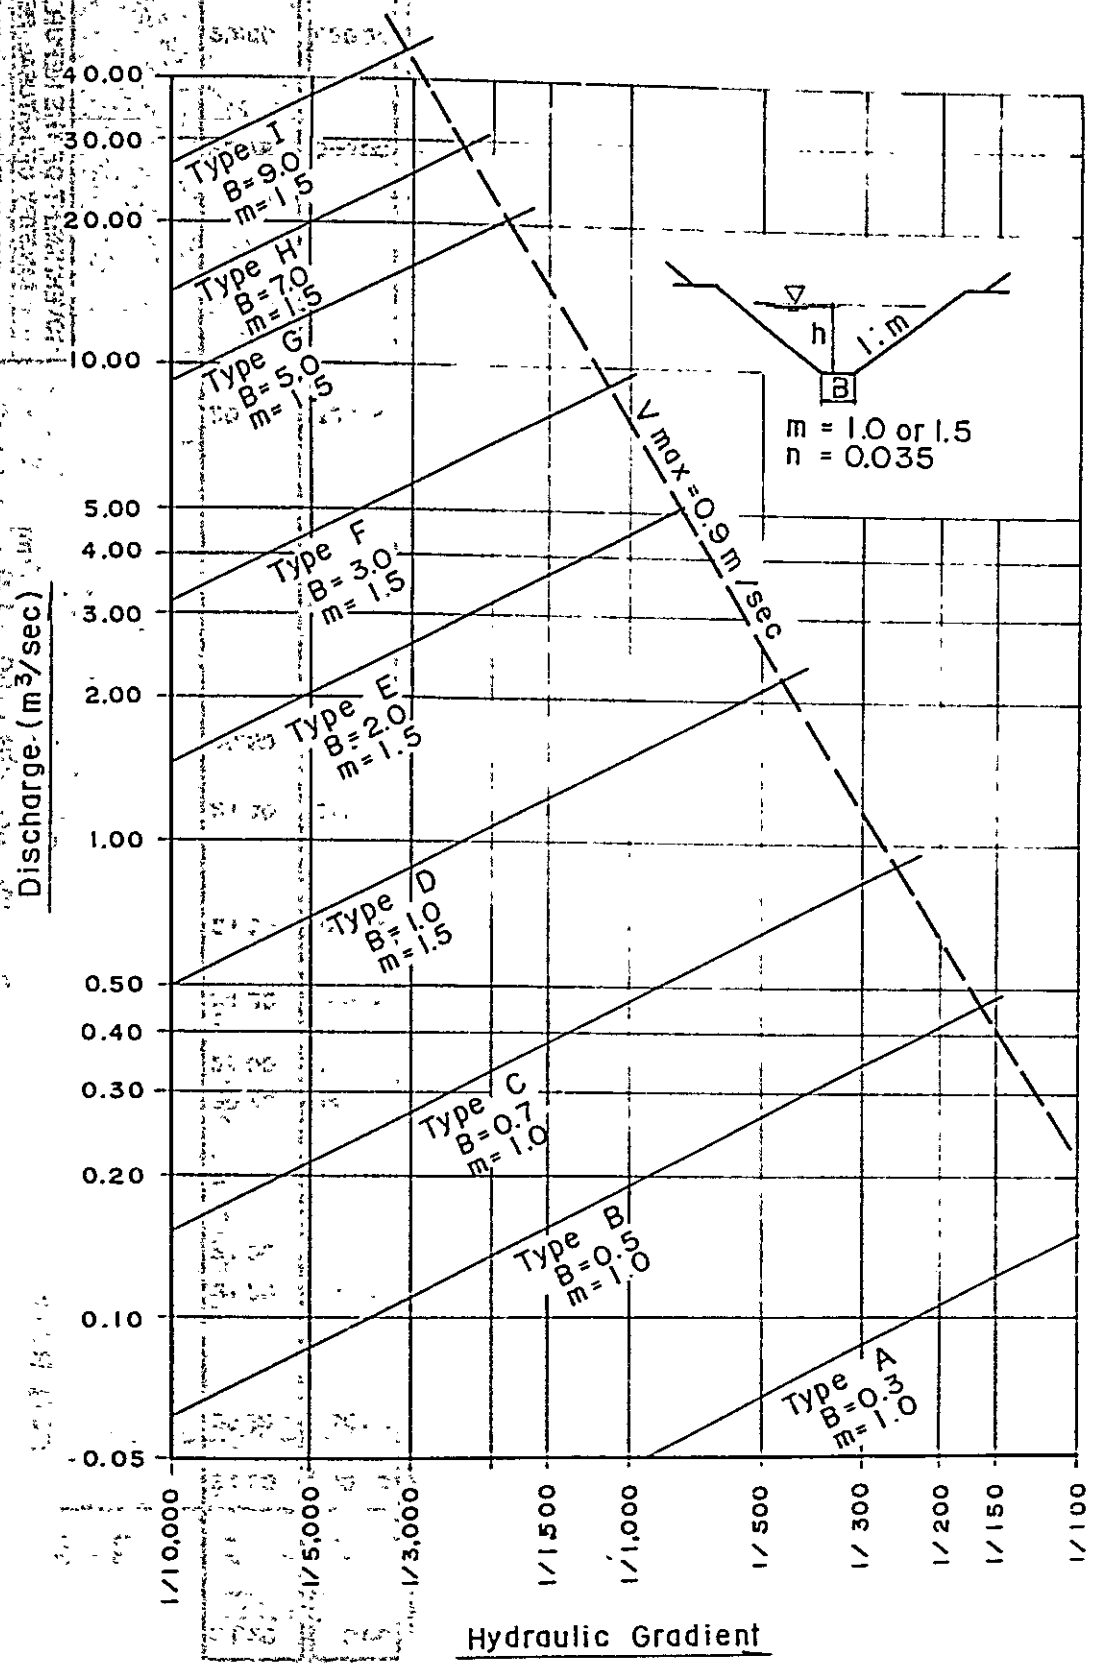 40.00
30.00
20.00
10.00
5.00
4.00
3.00
2.00
1.00
0.50
0.40
0.30
0.20
0.10
0.05
Discharge (m³/sec)
Type I
B = 9.0
m = 1.5
Type H
B = 7.0
m = 1.5
Type G
B = 5.0
m = 1.5
Type F
B = 3.0
m = 1.5
Type E
B = 2.0
m = 1.5
Type D
B = 1.0
m = 1.5
Type C
B = 0.7
m = 1.0
Type B
B = 0.5
m = 1.0
Type A
B = 0.3
m = 1.0
V max = 0.9 m/sec
h
1 : m
B
m = 1.0 or 1.5
n = 0.035
1/10,000
1/5,000
1/3,000
1/1,500
1/1,000
1/500
1/300
1/200
1/150
1/100
Hydraulic Gradient